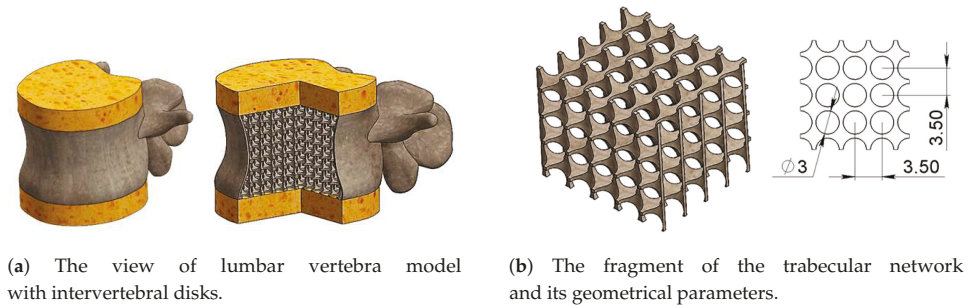 3.50
∅3
3.50
(a) The view of lumbar vertebra model
with intervertebral disks.
(b) The fragment of the trabecular network
and its geometrical parameters.